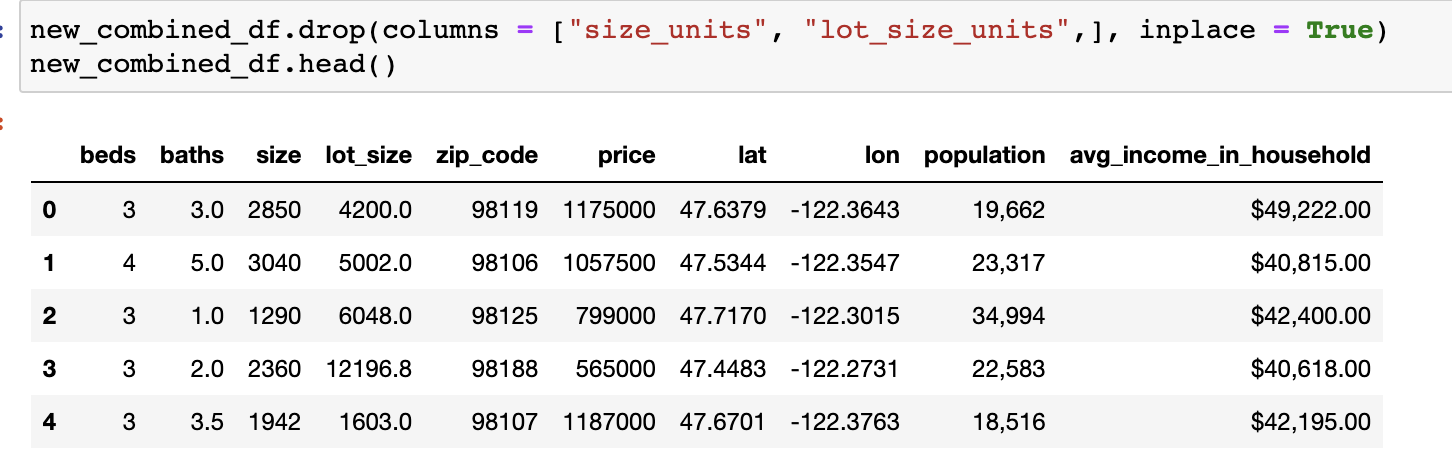 new_combined_df.drop(columns = ["size_units", "lot_size_units",], inplace = True)
new_combined_df.head()
beds baths size lot_size zip_code price lat lon population avg_income_in_household
0 3 3.0 2850 4200.0 98119 1175000 47.6379 -122.3643 19,662 $49,222.00
1 4 5.0 3040 5002.0 98106 1057500 47.5344 -122.3547 23,317 $40,815.00
2 3 1.0 1290 6048.0 98125 799000 47.7170 -122.3015 34,994 $42,400.00
3 3 2.0 2360 12196.8 98188 565000 47.4483 -122.2731 22,583 $40,618.00
4 3 3.5 1942 1603.0 98107 1187000 47.6701 -122.3763 18,516 $42,195.00